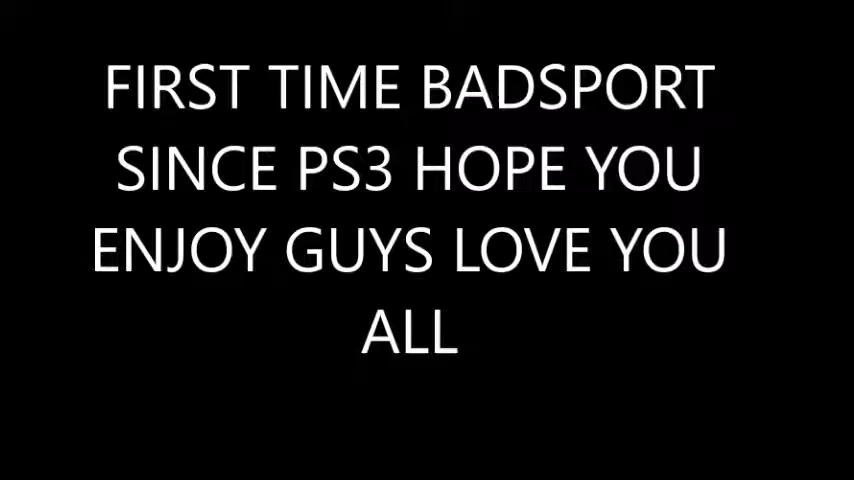 FIRST TIME BADSPORT
SINCE PS3 HOPE YOU
ENJOY GUYS LOVE YOU
ALL